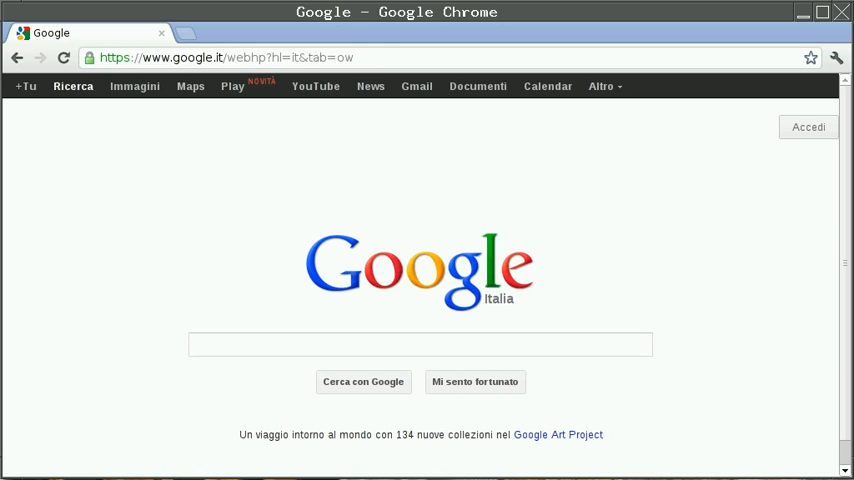 Google - Google Chrome
Google
https://www.google.it/webhp?hl=it&tab=ow
+Tu Ricerca Immagini Maps Play NOVITÀ YouTube News Gmail Documenti Calendar Altro
Accedi
Google
Italia
Cerca con Google Mi sento fortunato
Un viaggio intorno al mondo con 134 nuove collezioni nel Google Art Project